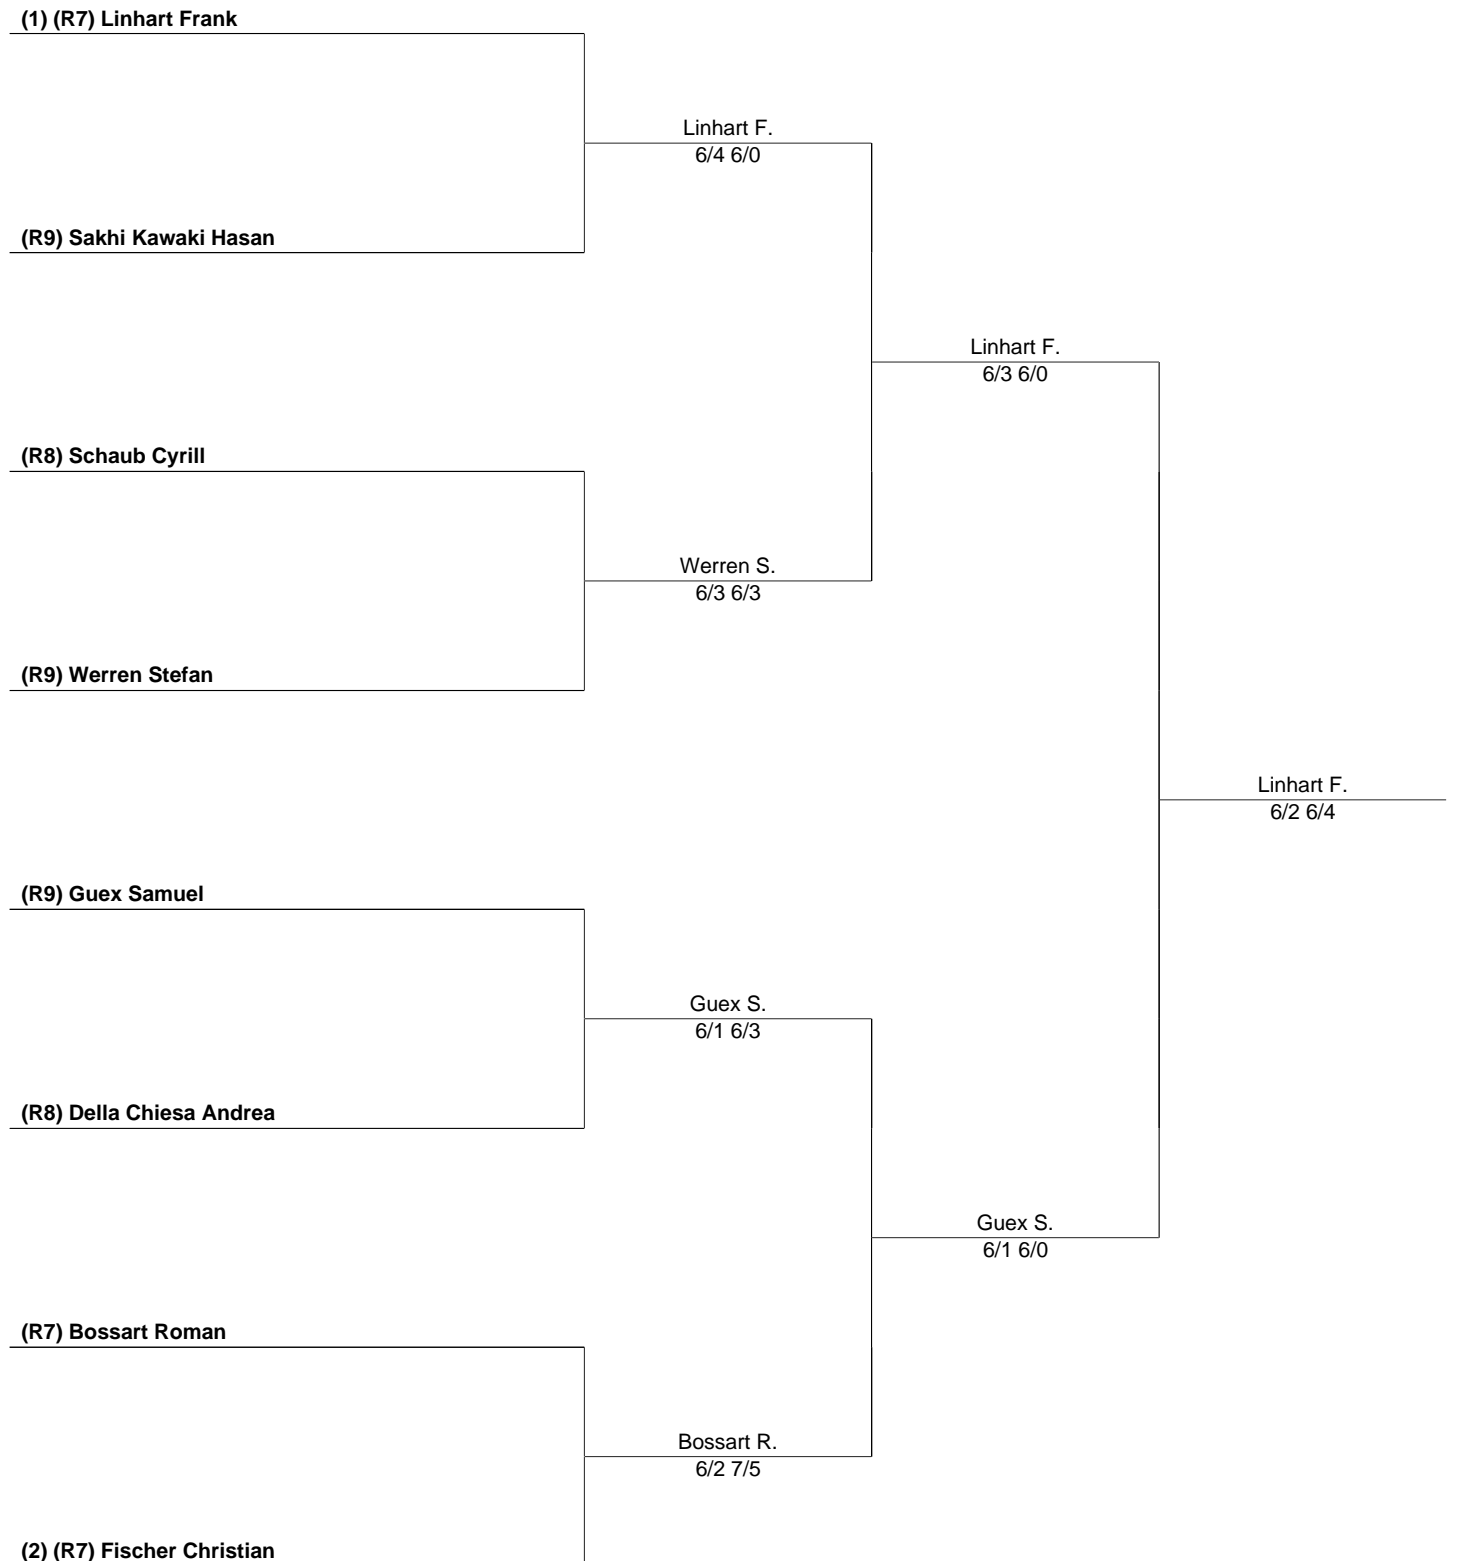 (1) (R7) Linhart Frank
Linhart F.
6/4 6/0
(R9) Sakhi Kawaki Hasan
Linhart F.
6/3 6/0
(R8) Schaub Cyrill
Werren S.
6/3 6/3
(R9) Werren Stefan
Linhart F.
6/2 6/4
(R9) Guex Samuel
Guex S.
6/1 6/3
(R8) Della Chiesa Andrea
Guex S.
6/1 6/0
(R7) Bossart Roman
Bossart R.
6/2 7/5
(2) (R7) Fischer Christian